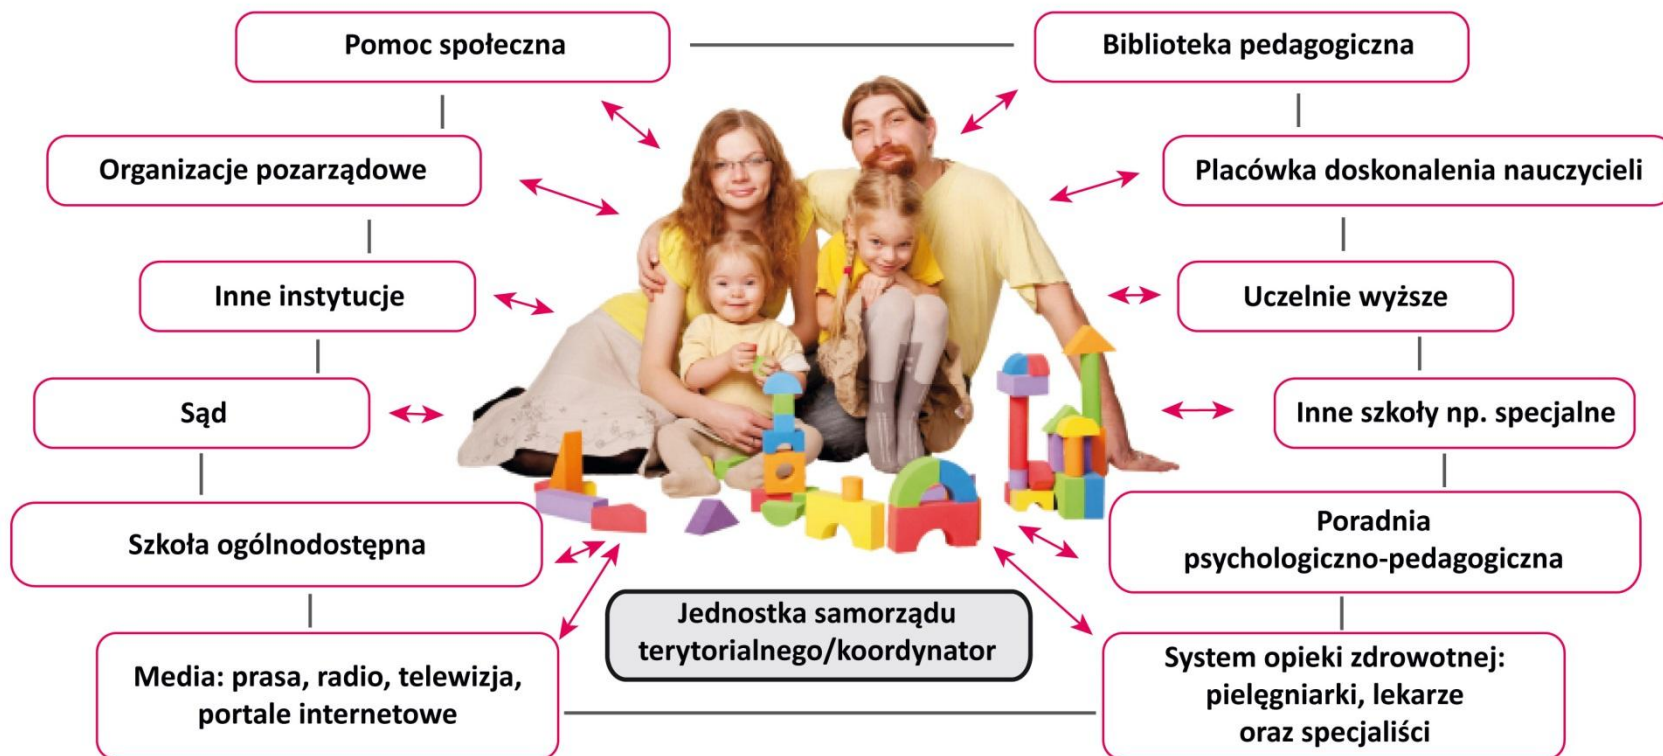 Pomoc społeczna
Biblioteka pedagogiczna
Organizacje pozarządowe
Placówka doskonalenia nauczycieli
Inne instytucje
Uczelnie wyższe
Sąd
Inne szkoły np. specjalne
Szkoła ogólnodostępna
Poradnia
psychologiczno-pedagogiczna
Jednostka samorządu
terytorialnego/koordynator
Media: prasa, radio, telewizja,
portale internetowe
System opieki zdrowotnej:
pielęgniarki, lekarze
oraz specjaliści